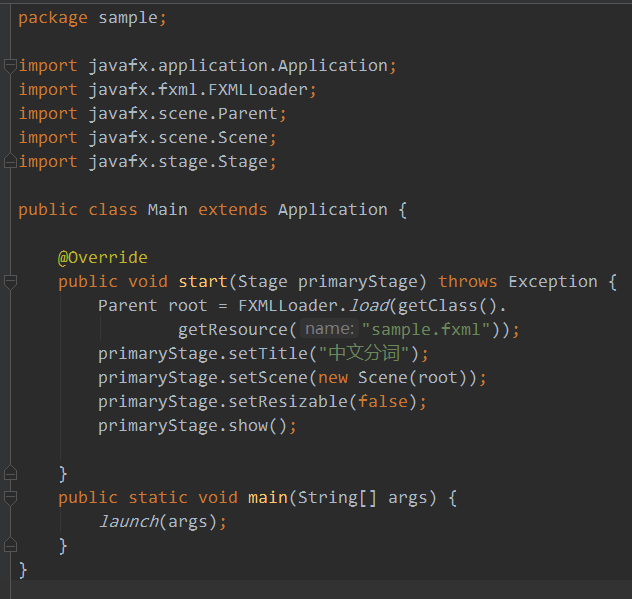 package sample;
import javafx.application.Application;
import javafx.fxml.FXMLLoader;
import javafx.scene.Parent;
import javafx.scene.Scene;
import javafx.stage.Stage;
public class Main extends Application {
@Override
public void start(Stage primaryStage) throws Exception {
Parent root = FXMLLoader.load(getClass().
getResource( name: "sample.fxml"));
primaryStage.setTitle("中文分词");
primaryStage.setScene(new Scene(root));
primaryStage.setResizable(false);
primaryStage.show();
}
public static void main(String[] args) {
launch(args);
}
}